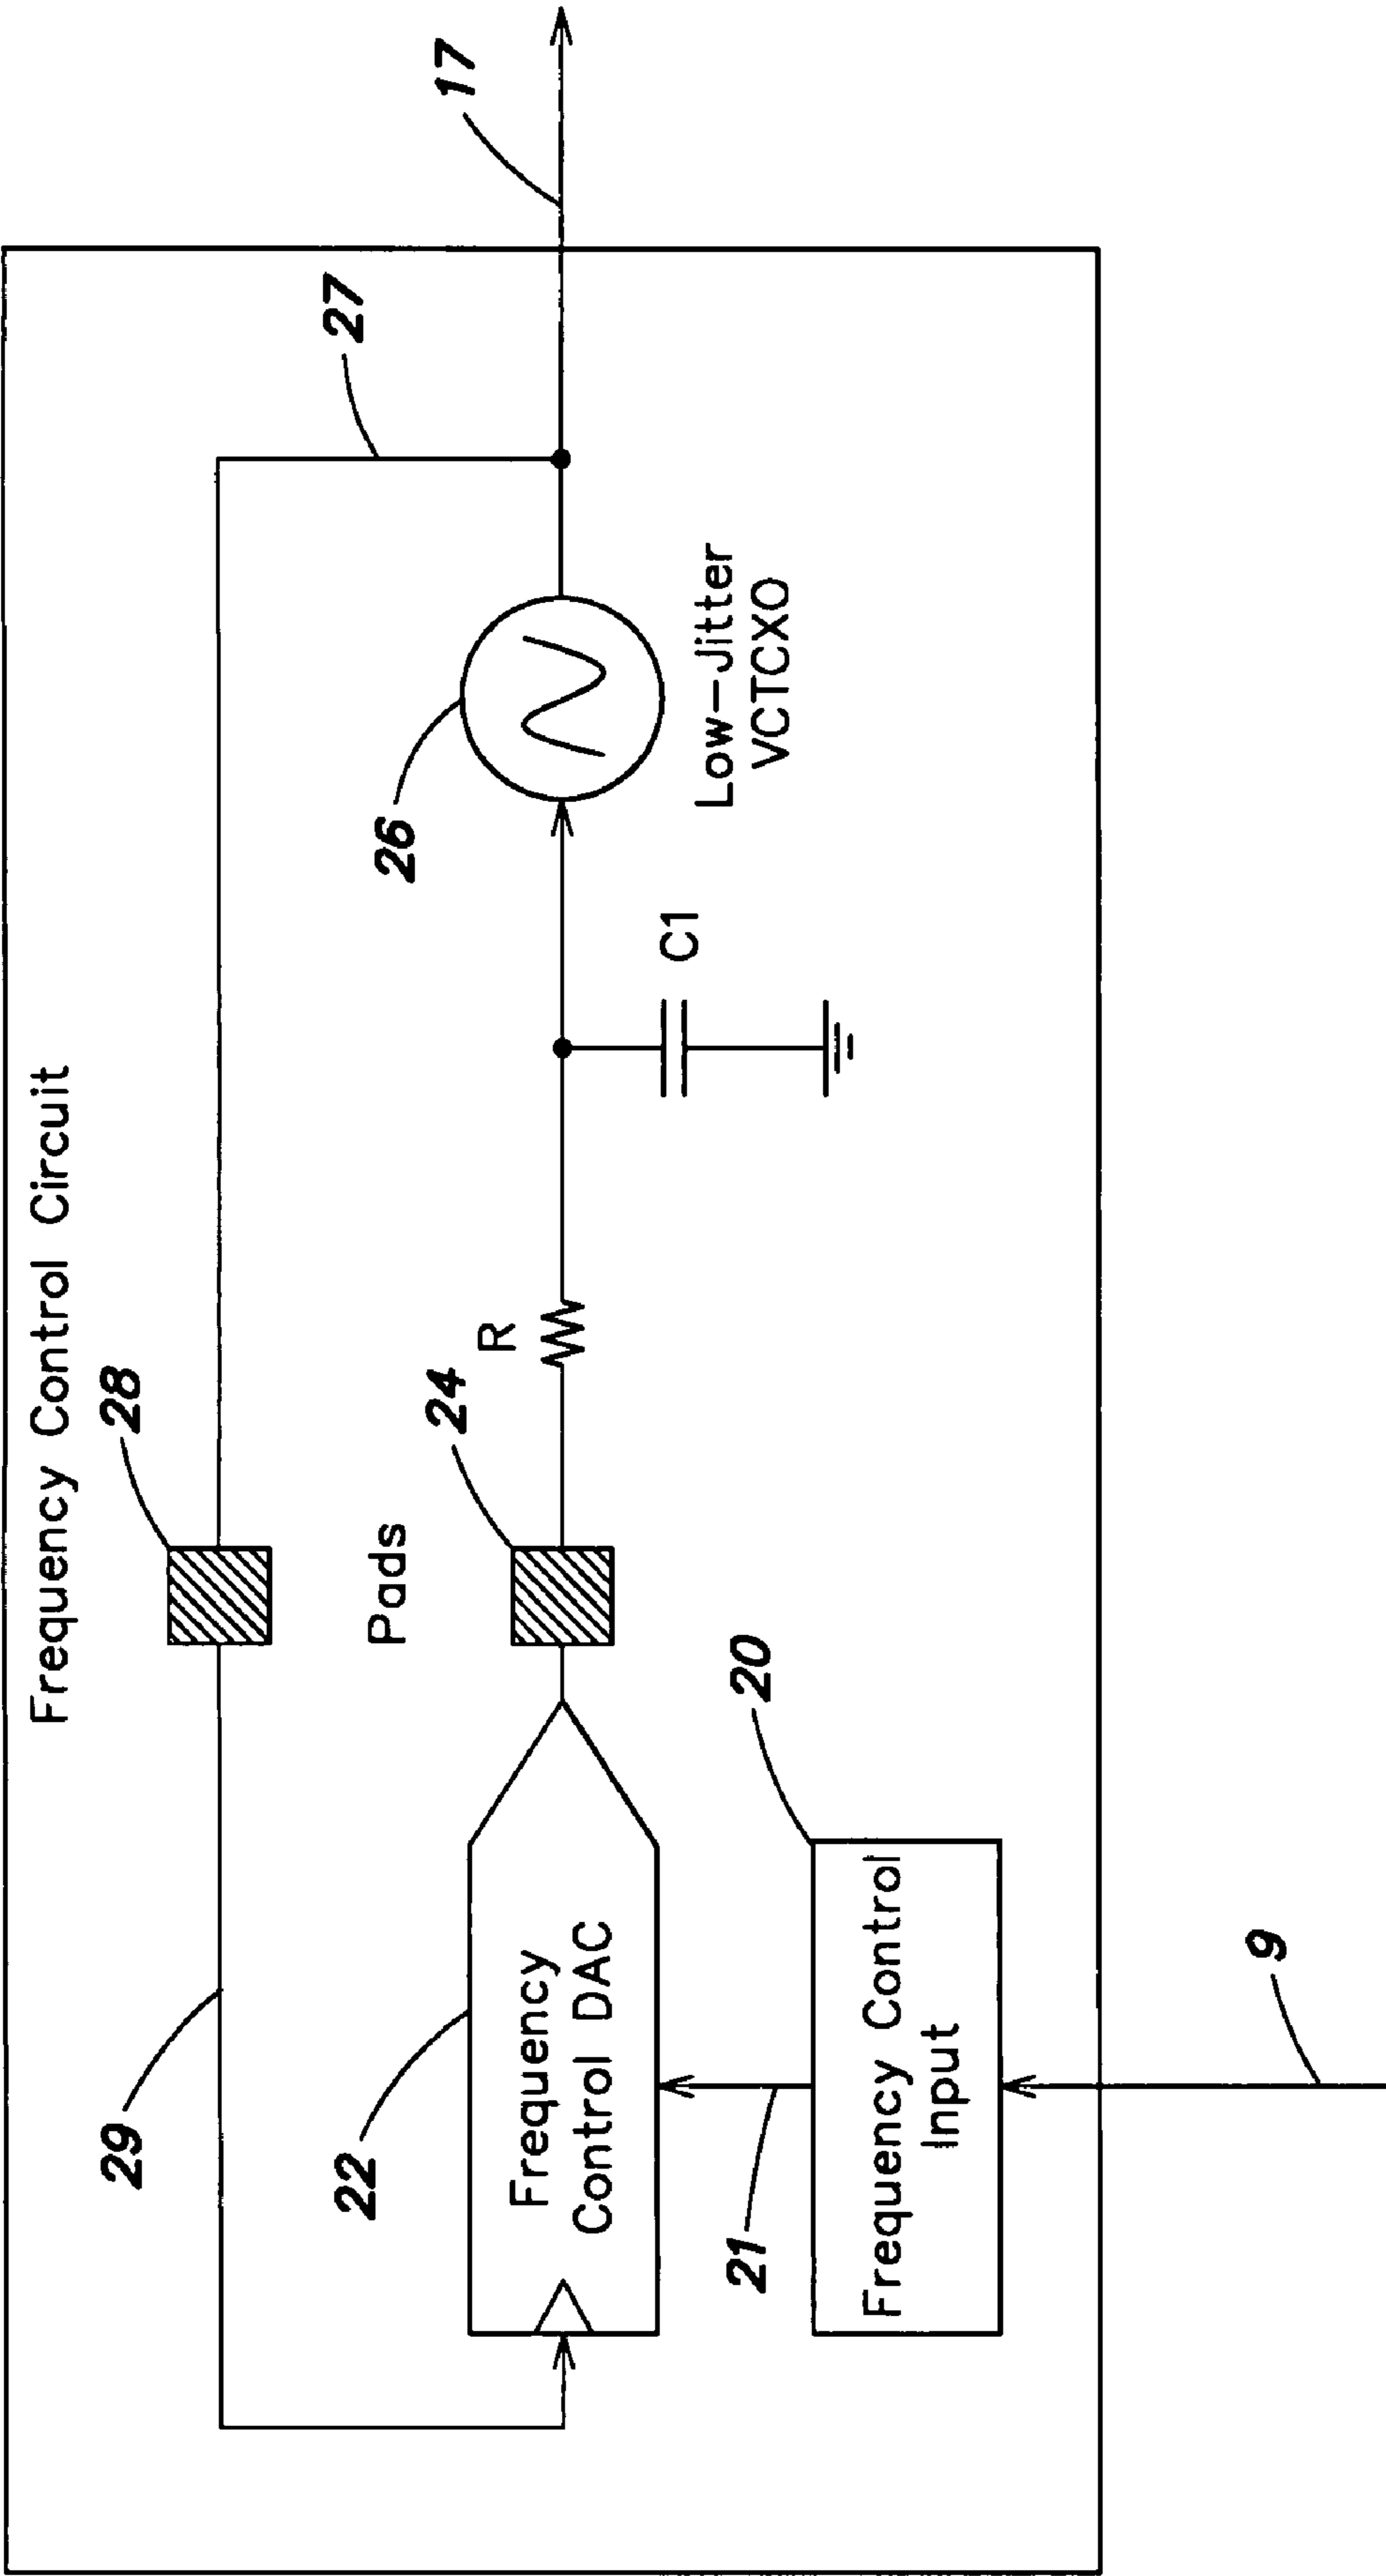 Frequency Control Circuit
28
29
27
17
Pads
24
R
26
22
Frequency
Control DAC
C1
Low-Jitter
VCTCXO
21
20
Frequency Control
Input
9